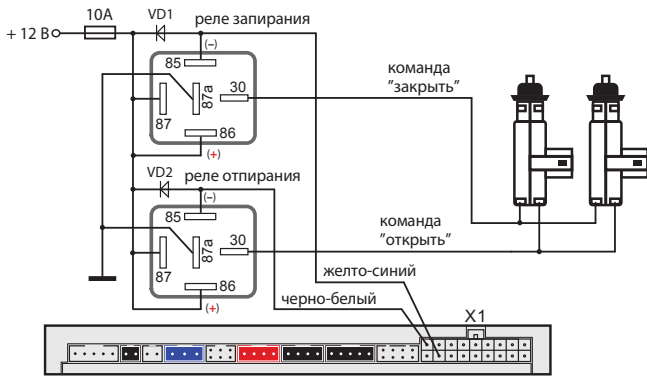 10А
VD1
реле запирания
+ 12 В
(–)
85
30
87a
87
86
(+)
команда
"закрыть"
VD2
реле отпирания
(–)
85
30
87a
87
86
(+)
команда
"открыть"
желто-синий
черно-белый
X1